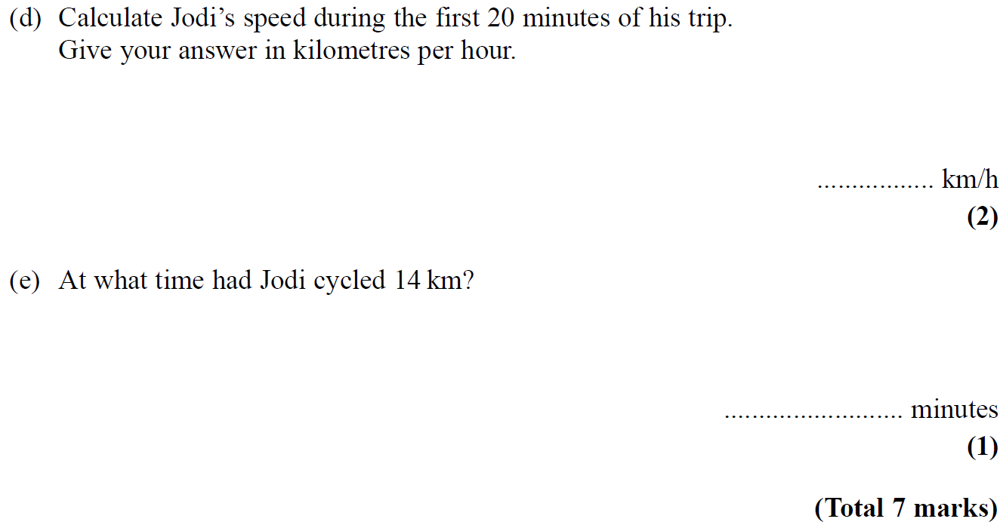 (d) Calculate Jodi’s speed during the first 20 minutes of his trip.
Give your answer in kilometres per hour.
................. km/h
(2)
(e) At what time had Jodi cycled 14 km?
.......................... minutes
(1)
(Total 7 marks)